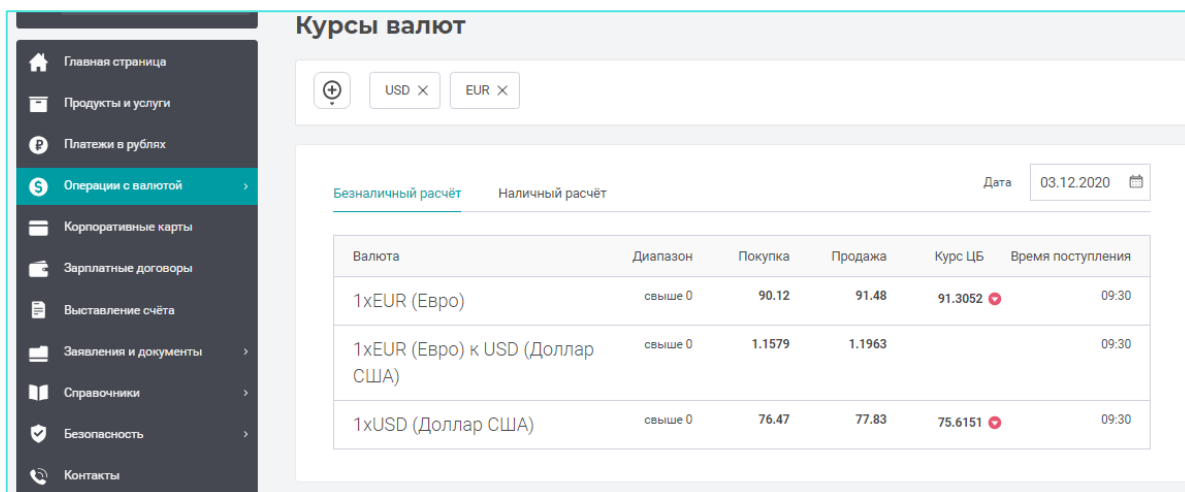 Курсы валют
Главная страница
Продукты и услуги
Платежи в рублях
Операции с валютой
Корпоративные карты
Зарплатные договоры
Выставление счёта
Заявления и документы
Справочники
Безопасность
Контакты
USD
EUR
Безналичный расчёт Наличный расчёт Дата 03.12.2020
Валюта Диапазон Покупка Продажа Курс ЦБ Время поступления
1xEUR (Евро) свыше 0 90.12 91.48 91.3052 09:30
1xEUR (Евро) к USD (Доллар свыше 0 1.1579 1.1963 09:30
США)
1xUSD (Доллар США) свыше 0 76.47 77.83 75.6151 09:30